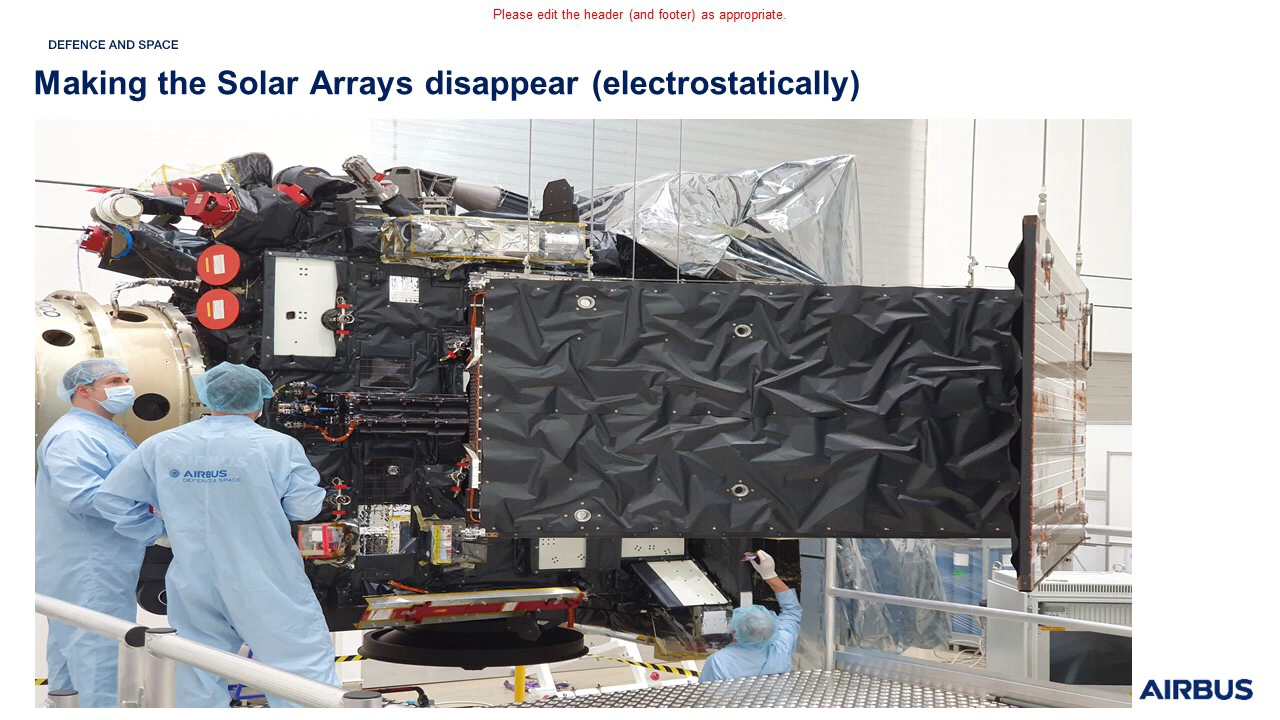 Please edit the header (and footer) as appropriate.
DEFENCE AND SPACE
Making the Solar Arrays disappear (electrostatically)
AIRBUS
DEFENCE & SPACE
AIRBUS